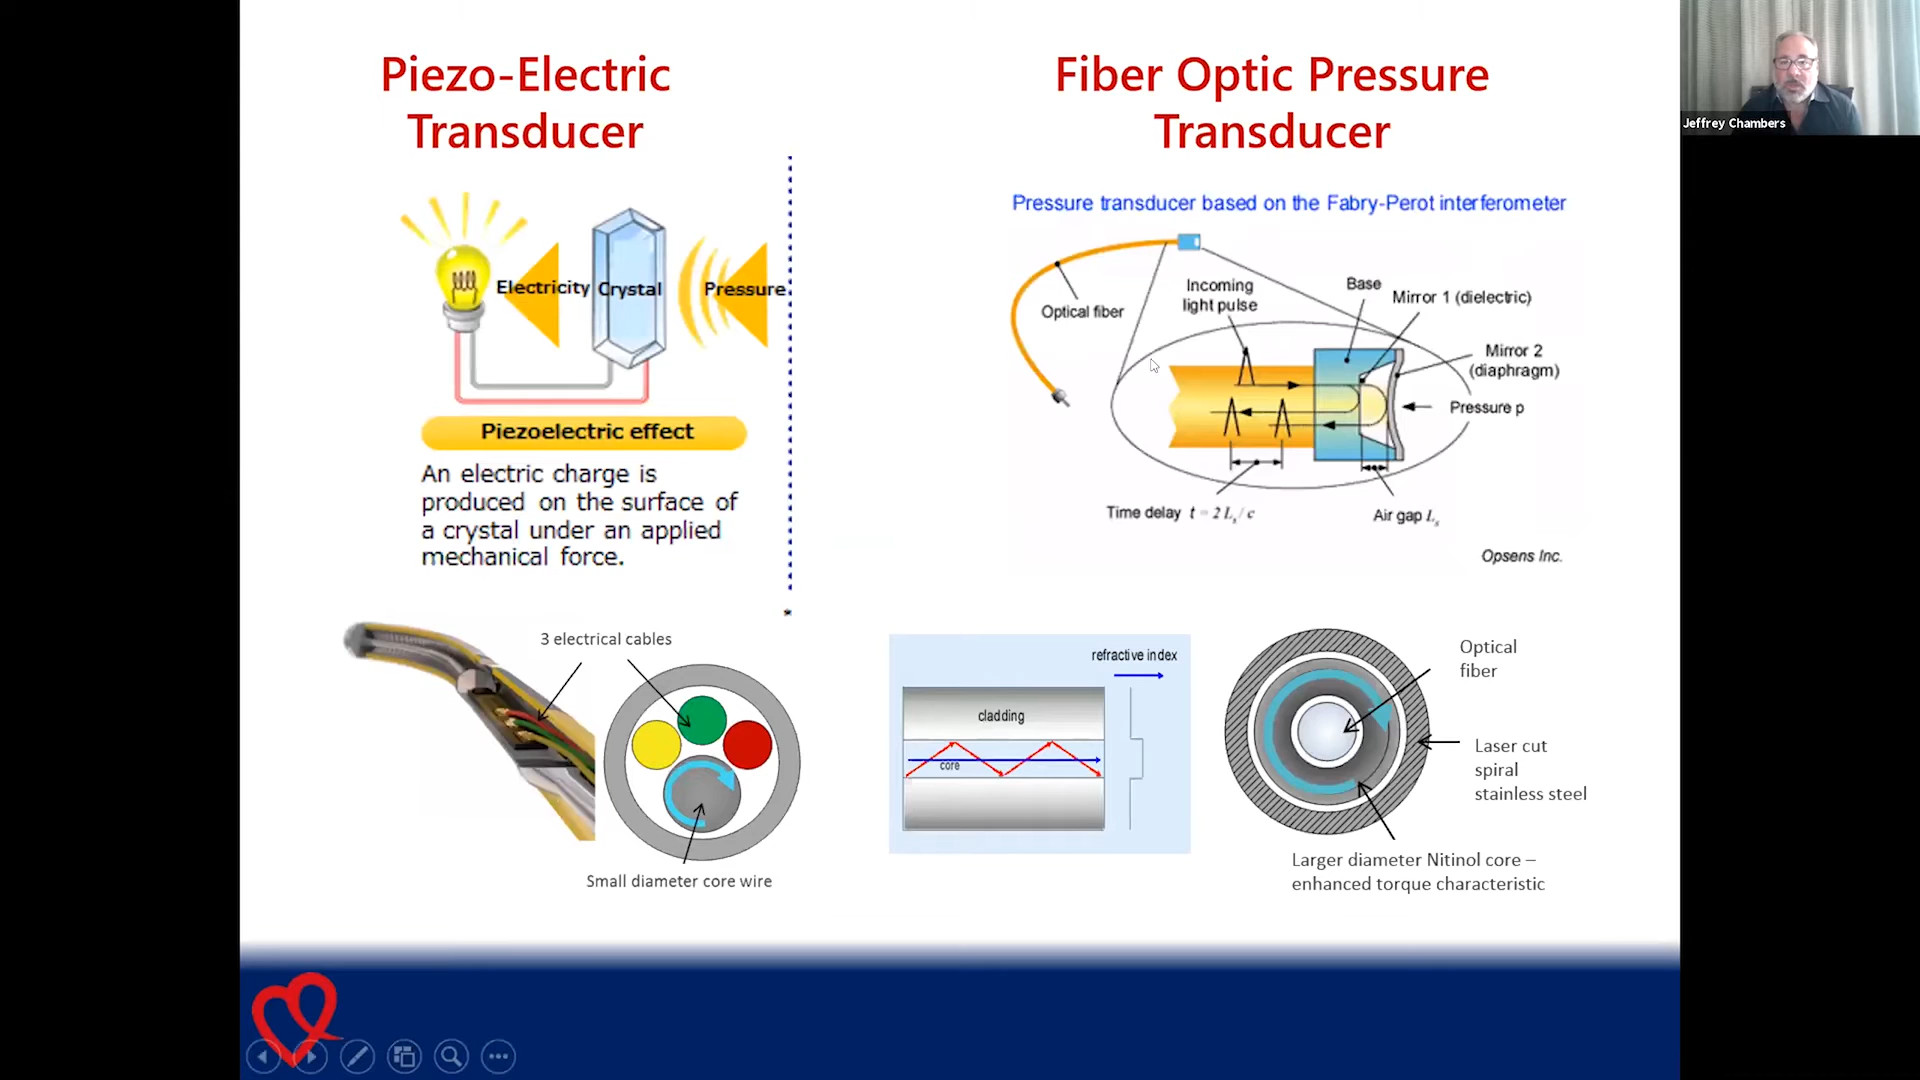 Piezo-Electric
Transducer
Electricity
Crystal
Pressure
Piezoelectric effect
An electric charge is
produced on the surface of
a crystal under an applied
mechanical force.
3 electrical cables
Small diameter core wire
Fiber Optic Pressure
Transducer
Pressure transducer based on the Fabry-Perot interferometer
Optical fiber
Incoming
light pulse
Base
Mirror 1 (dielectric)
Mirror 2
(diaphragm)
Pressure p
Time delay t = 2 Ls / c
Air gap Ls
Opsens Inc.
refractive index
cladding
core
Optical
fiber
Laser cut
spiral
stainless steel
Larger diameter Nitinol core –
enhanced torque characteristic
Jeffrey Chambers